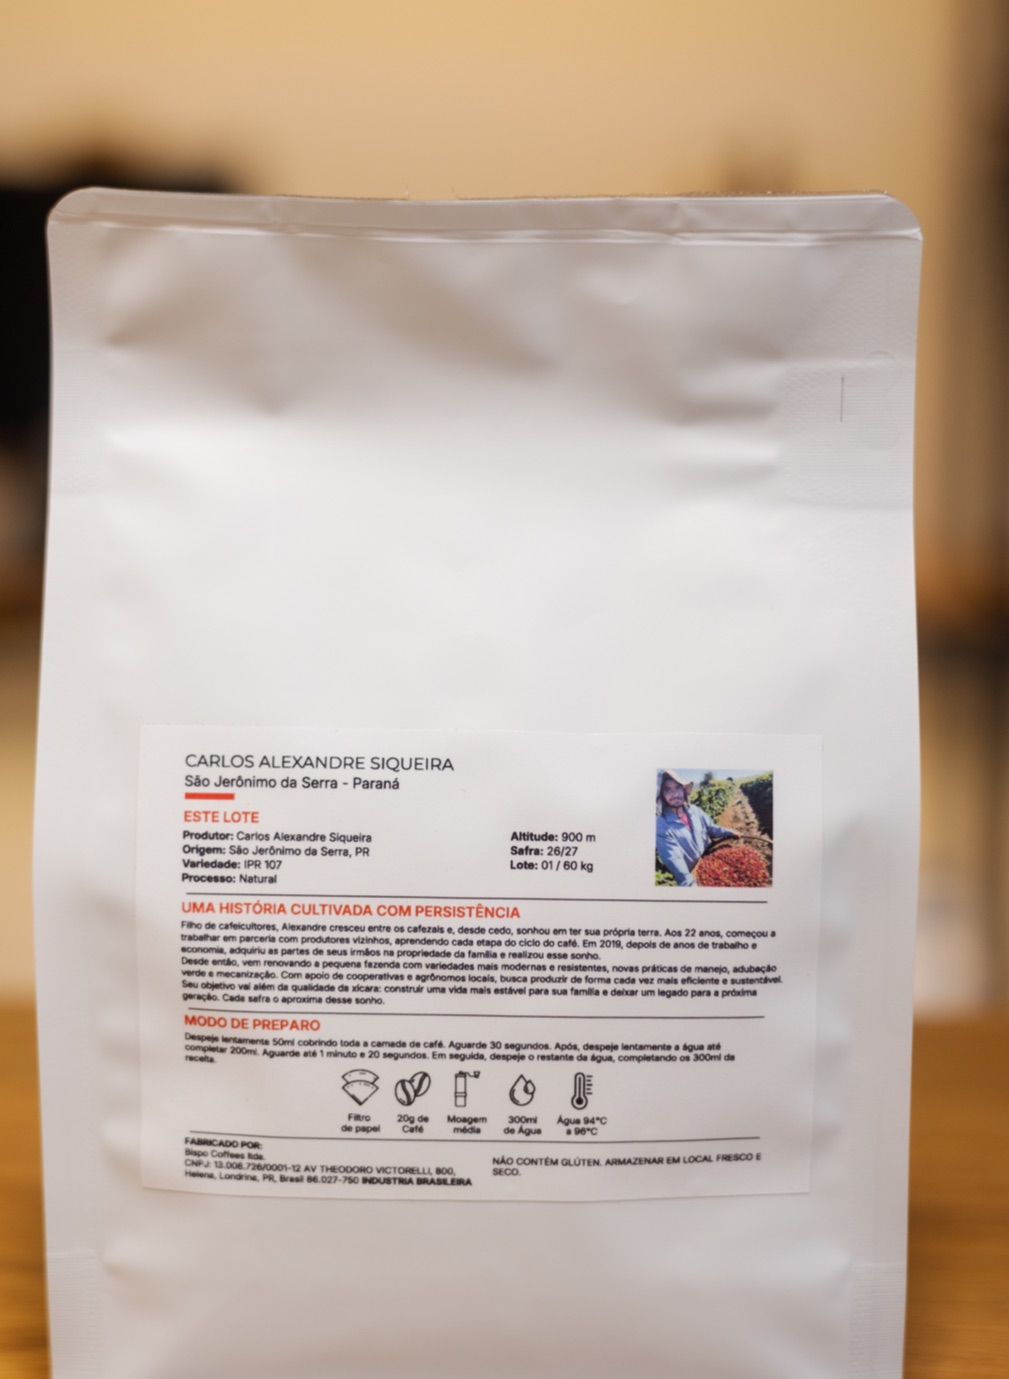 CARLOS ALEXANDRE SIQUEIRA
São Jerônimo da Serra - Paraná
ESTE LOTE
Produtor: Carlos Alexandre Siqueira
Origem: São Jerônimo da Serra, PR
Variedade: IPR 107
Processo: Natural
Altitude: 900 m
Safra: 26/27
Lote: 01 / 60 kg
UMA HISTÓRIA CULTIVADA COM PERSISTÊNCIA
Filho de cafeicultores, Alexandre cresceu entre os cafezais e, desde cedo, sonhou em ter sua própria terra. Aos 22 anos, começou a
trabalhar em parceria com produtores vizinhos, aprendendo cada etapa do ciclo do café. Em 2019, depois de anos de trabalho e
economia, adquiriu as partes de seus irmãos na propriedade da família e realizou esse sonho.
Desde então, vem renovando a pequena fazenda com variedades mais modernas e resistentes, novas práticas de manejo, adubação
verde e mecanização. Com apoio de cooperativas e agrônomos locais, busca produzir de forma cada vez mais eficiente e sustentável.
Seu objetivo vai além da qualidade da xícara: construir uma vida mais estável para sua família e deixar um legado para a próxima
geração. Cada safra o aproxima desse sonho.
MODO DE PREPARO
Despeje lentamente 50ml cobrindo toda a camada de café. Aguarde 30 segundos. Após, despeje lentamente a água até
completar 200ml. Aguarde até 1 minuto e 20 segundos. Em seguida, despeje o restante da água, completando os 300ml da
receita.
Filtro
de papel
20g de
Café
Moagem
média
300ml
de Água
Água 94°C
a 96°C
FABRICADO POR:
Bispo Coffees ltda.
CNPJ: 13.006.726/0001-12 AV THEODORO VICTORELLI, 800,
Helena, Londrina, PR, Brasil 86.027-750 INDUSTRIA BRASILEIRA
NÃO CONTÉM GLÚTEN. ARMAZENAR EM LOCAL FRESCO E
SECO.